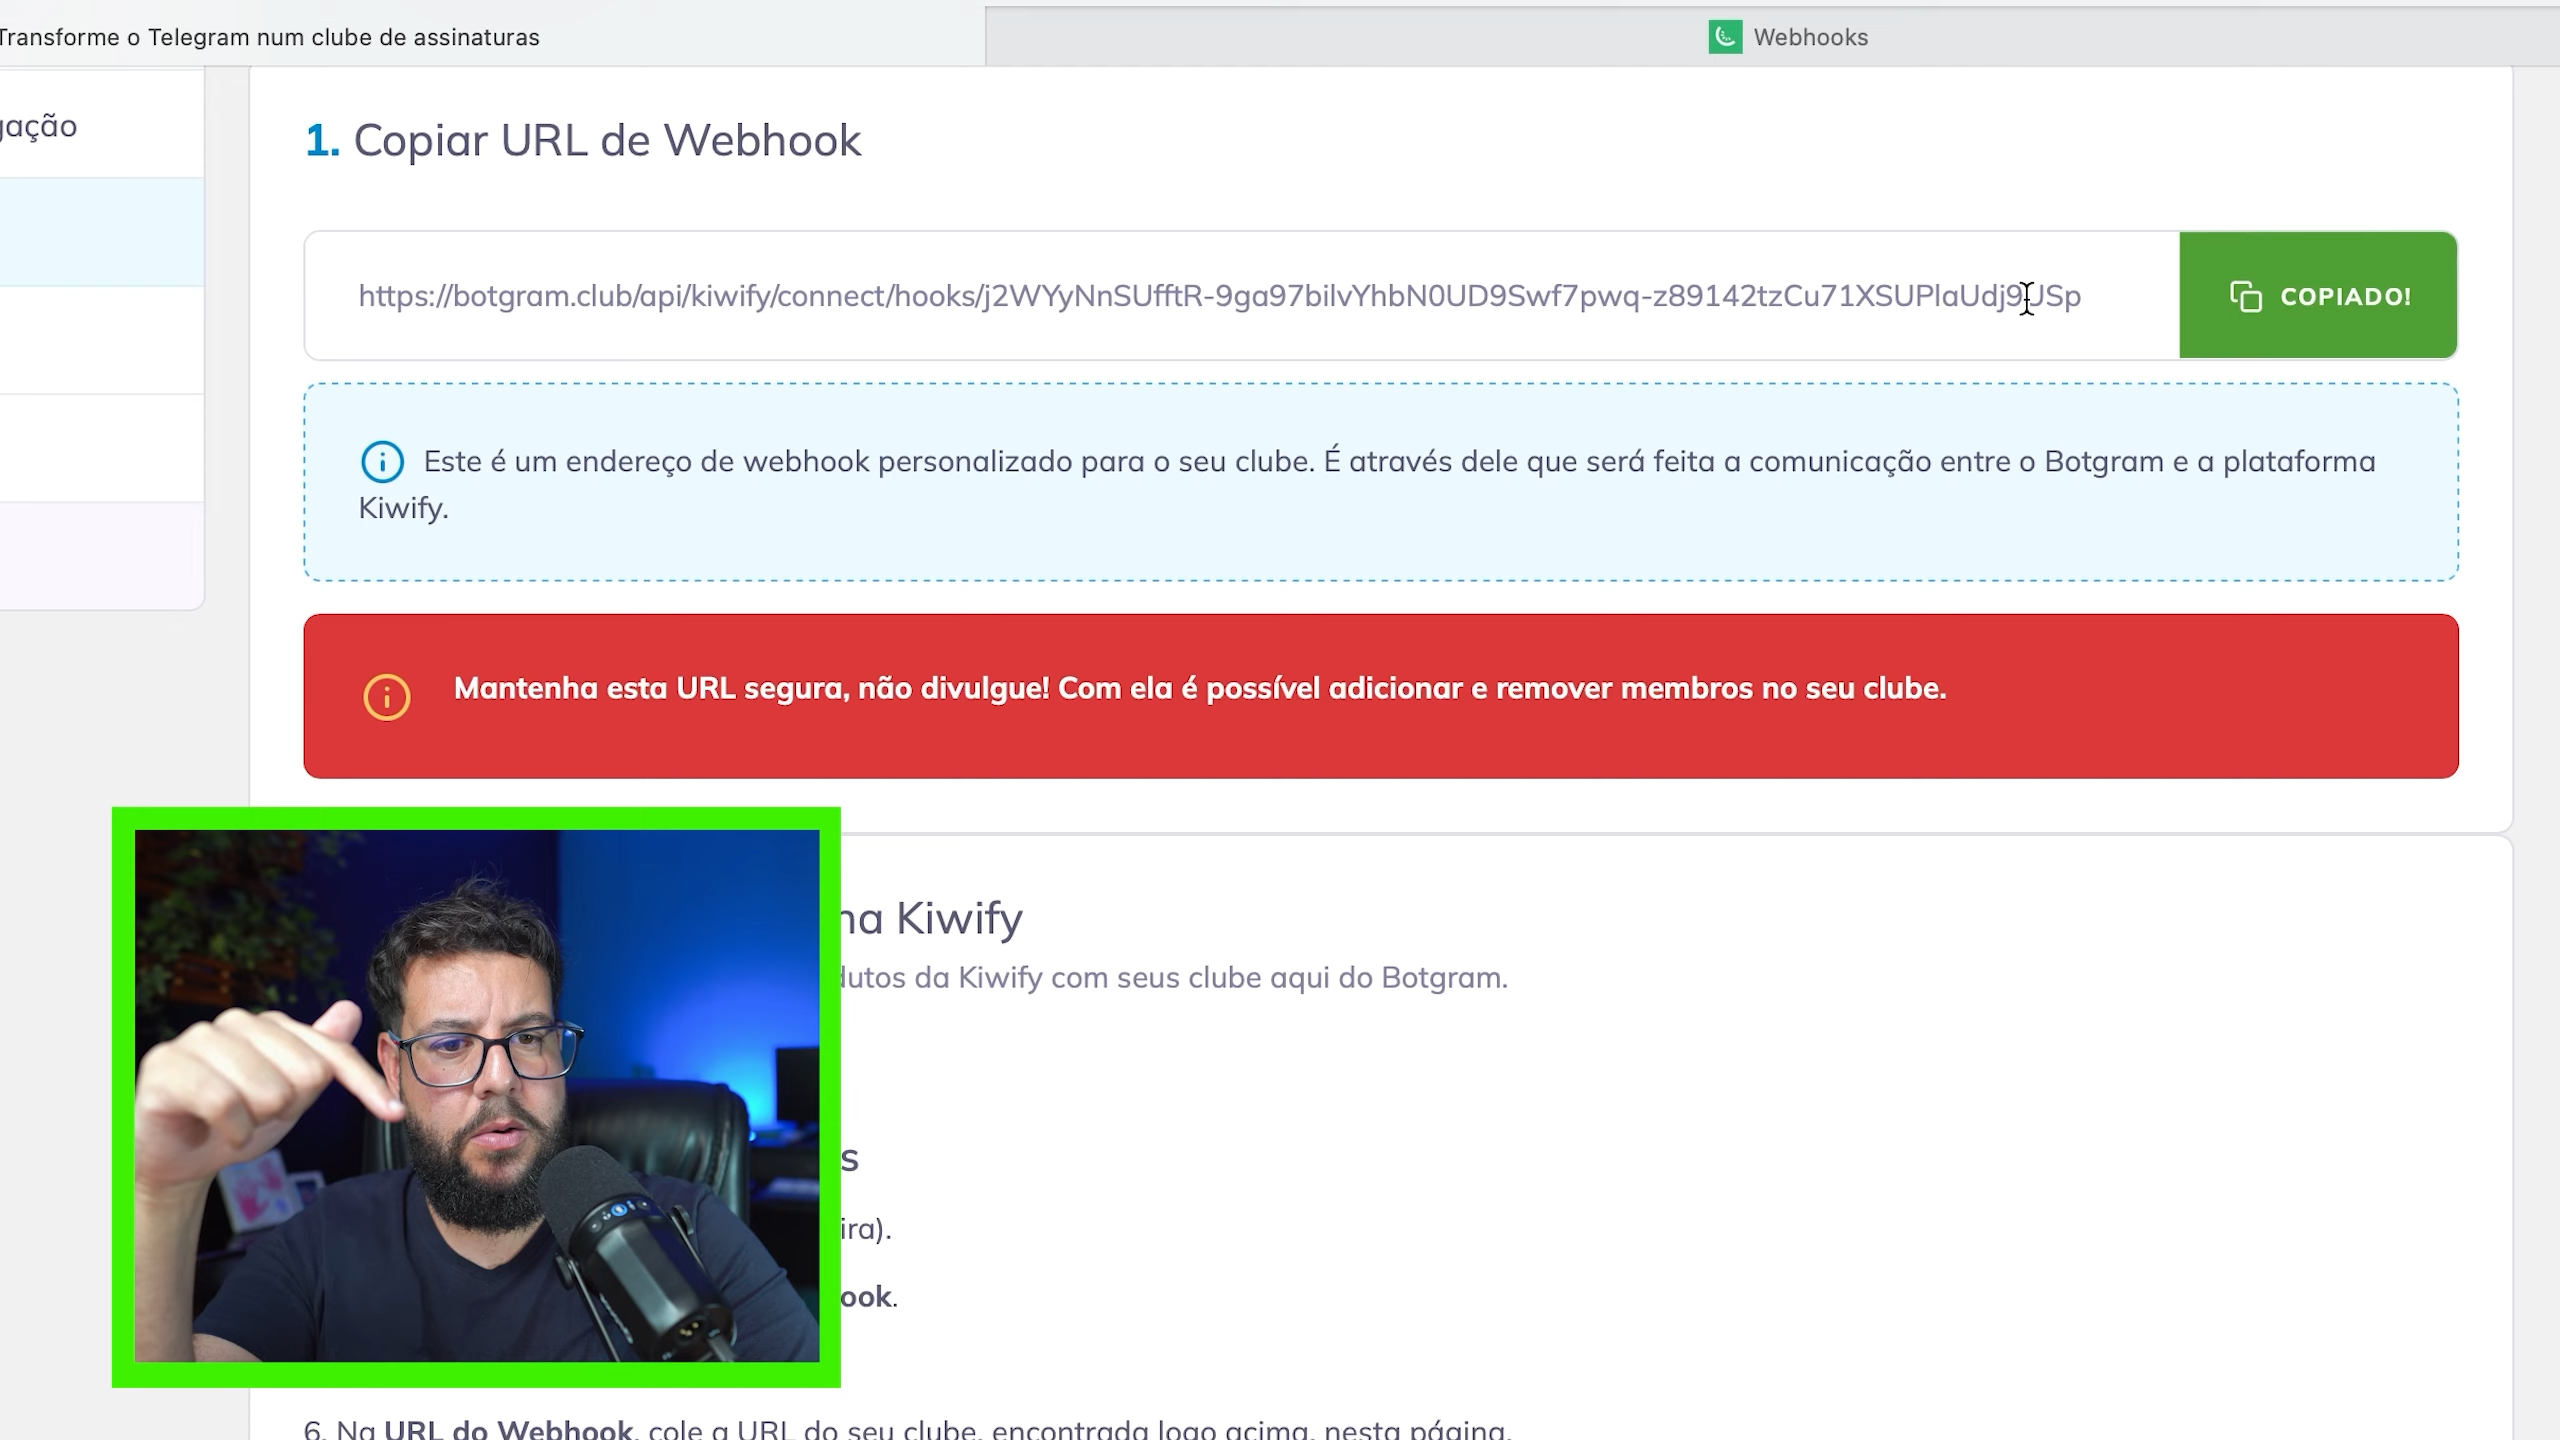 Transforme o Telegram num clube de assinaturas
Webhooks
gação
1. Copiar URL de Webhook
https://botgram.club/api/kiwify/connect/hooks/j2WYyNnSUfftR-9ga97bilvYhbN0UD9Swf7pwq-z89142tzCu71XSUPlaUdj9JSp
COPIADO!
Este é um endereço de webhook personalizado para o seu clube. É através dele que será feita a comunicação entre o Botgram e a plataforma
Kiwify.
Mantenha esta URL segura, não divulgue! Com ela é possível adicionar e remover membros no seu clube.
na Kiwify
dutos da Kiwify com seus clube aqui do Botgram.
s
ira).
ook.
6. Na URL do Webhook, cole a URL do seu clube, encontrada logo acima, nesta página.